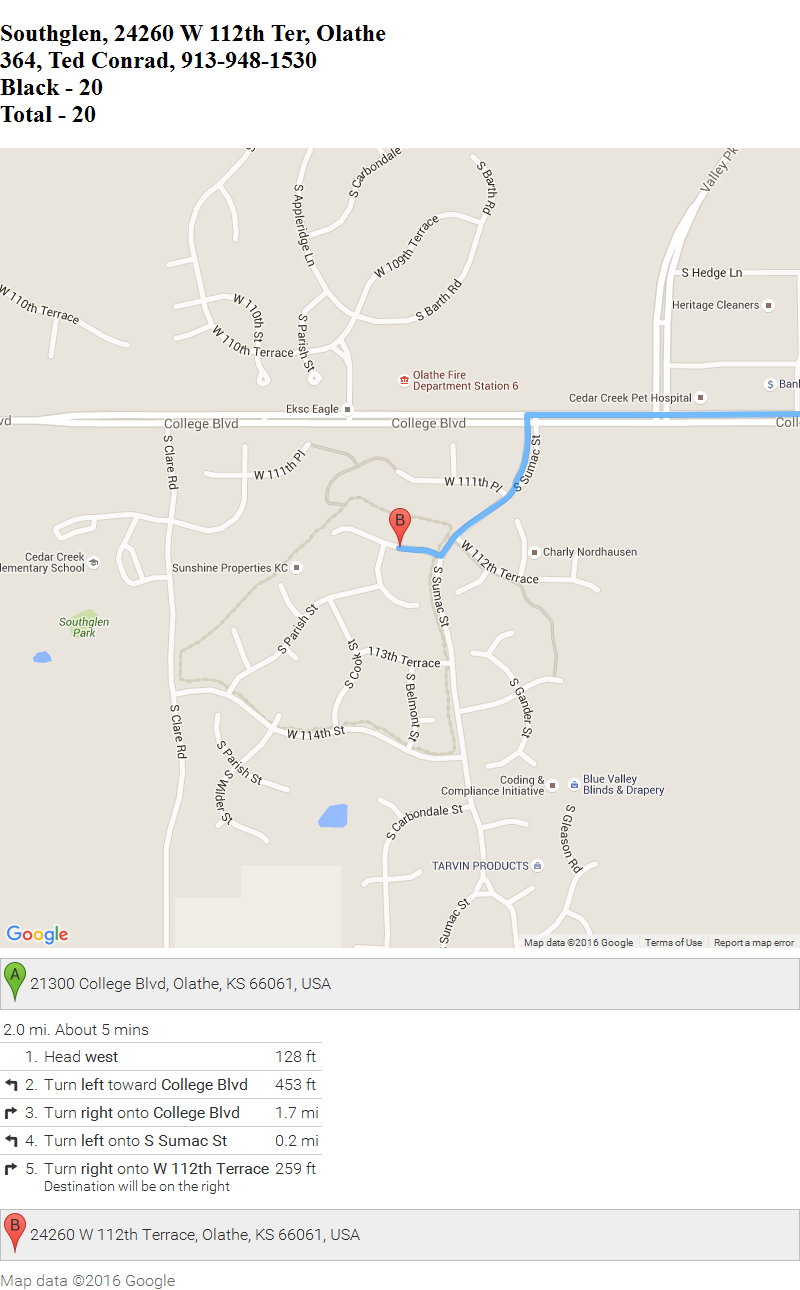 Southglen, 24260 W 112th Ter, Olathe
364, Ted Conrad, 913-948-1530
Black - 20
Total - 20
S Carbondale
S Barth Rd
Valley Pk
S Appleridge Ln
W 109th Terrace
S Hedge Ln
W 110th Terrace
W 110th St
S Barth Rd
Heritage Cleaners
S Parish St
W 110th Terrace
Olathe Fire
Department Station 6
Bank
Cedar Creek Pet Hospital
Eksc Eagle
vd
College Blvd
College Blvd
Coll
S Clare Rd
W 111th Pl
S Sumac St
W 111th Pl
B
Cedar Creek
lementary School
Sunshine Properties KC
W 112th Terrace
Charly Nordhausen
S Sumac St
Southglen
Park
S Parish St
S Cook St
113th Terrace
S Belmont St
S Gander St
S Clare Rd
W 114th St
S Parish St
S Wilder St
Coding &
Compliance Initiative
Blue Valley
Blinds & Drapery
S Carbondale St
S Gleason Rd
TARVIN PRODUCTS
Sumac St
Google
Map data ©2016 Google Terms of Use Report a map error
A 21300 College Blvd, Olathe, KS 66061, USA
2.0 mi. About 5 mins
1. Head west 128 ft
2. Turn left toward College Blvd 453 ft
3. Turn right onto College Blvd 1.7 mi
4. Turn left onto S Sumac St 0.2 mi
5. Turn right onto W 112th Terrace 259 ft
Destination will be on the right
B 24260 W 112th Terrace, Olathe, KS 66061, USA
Map data ©2016 Google